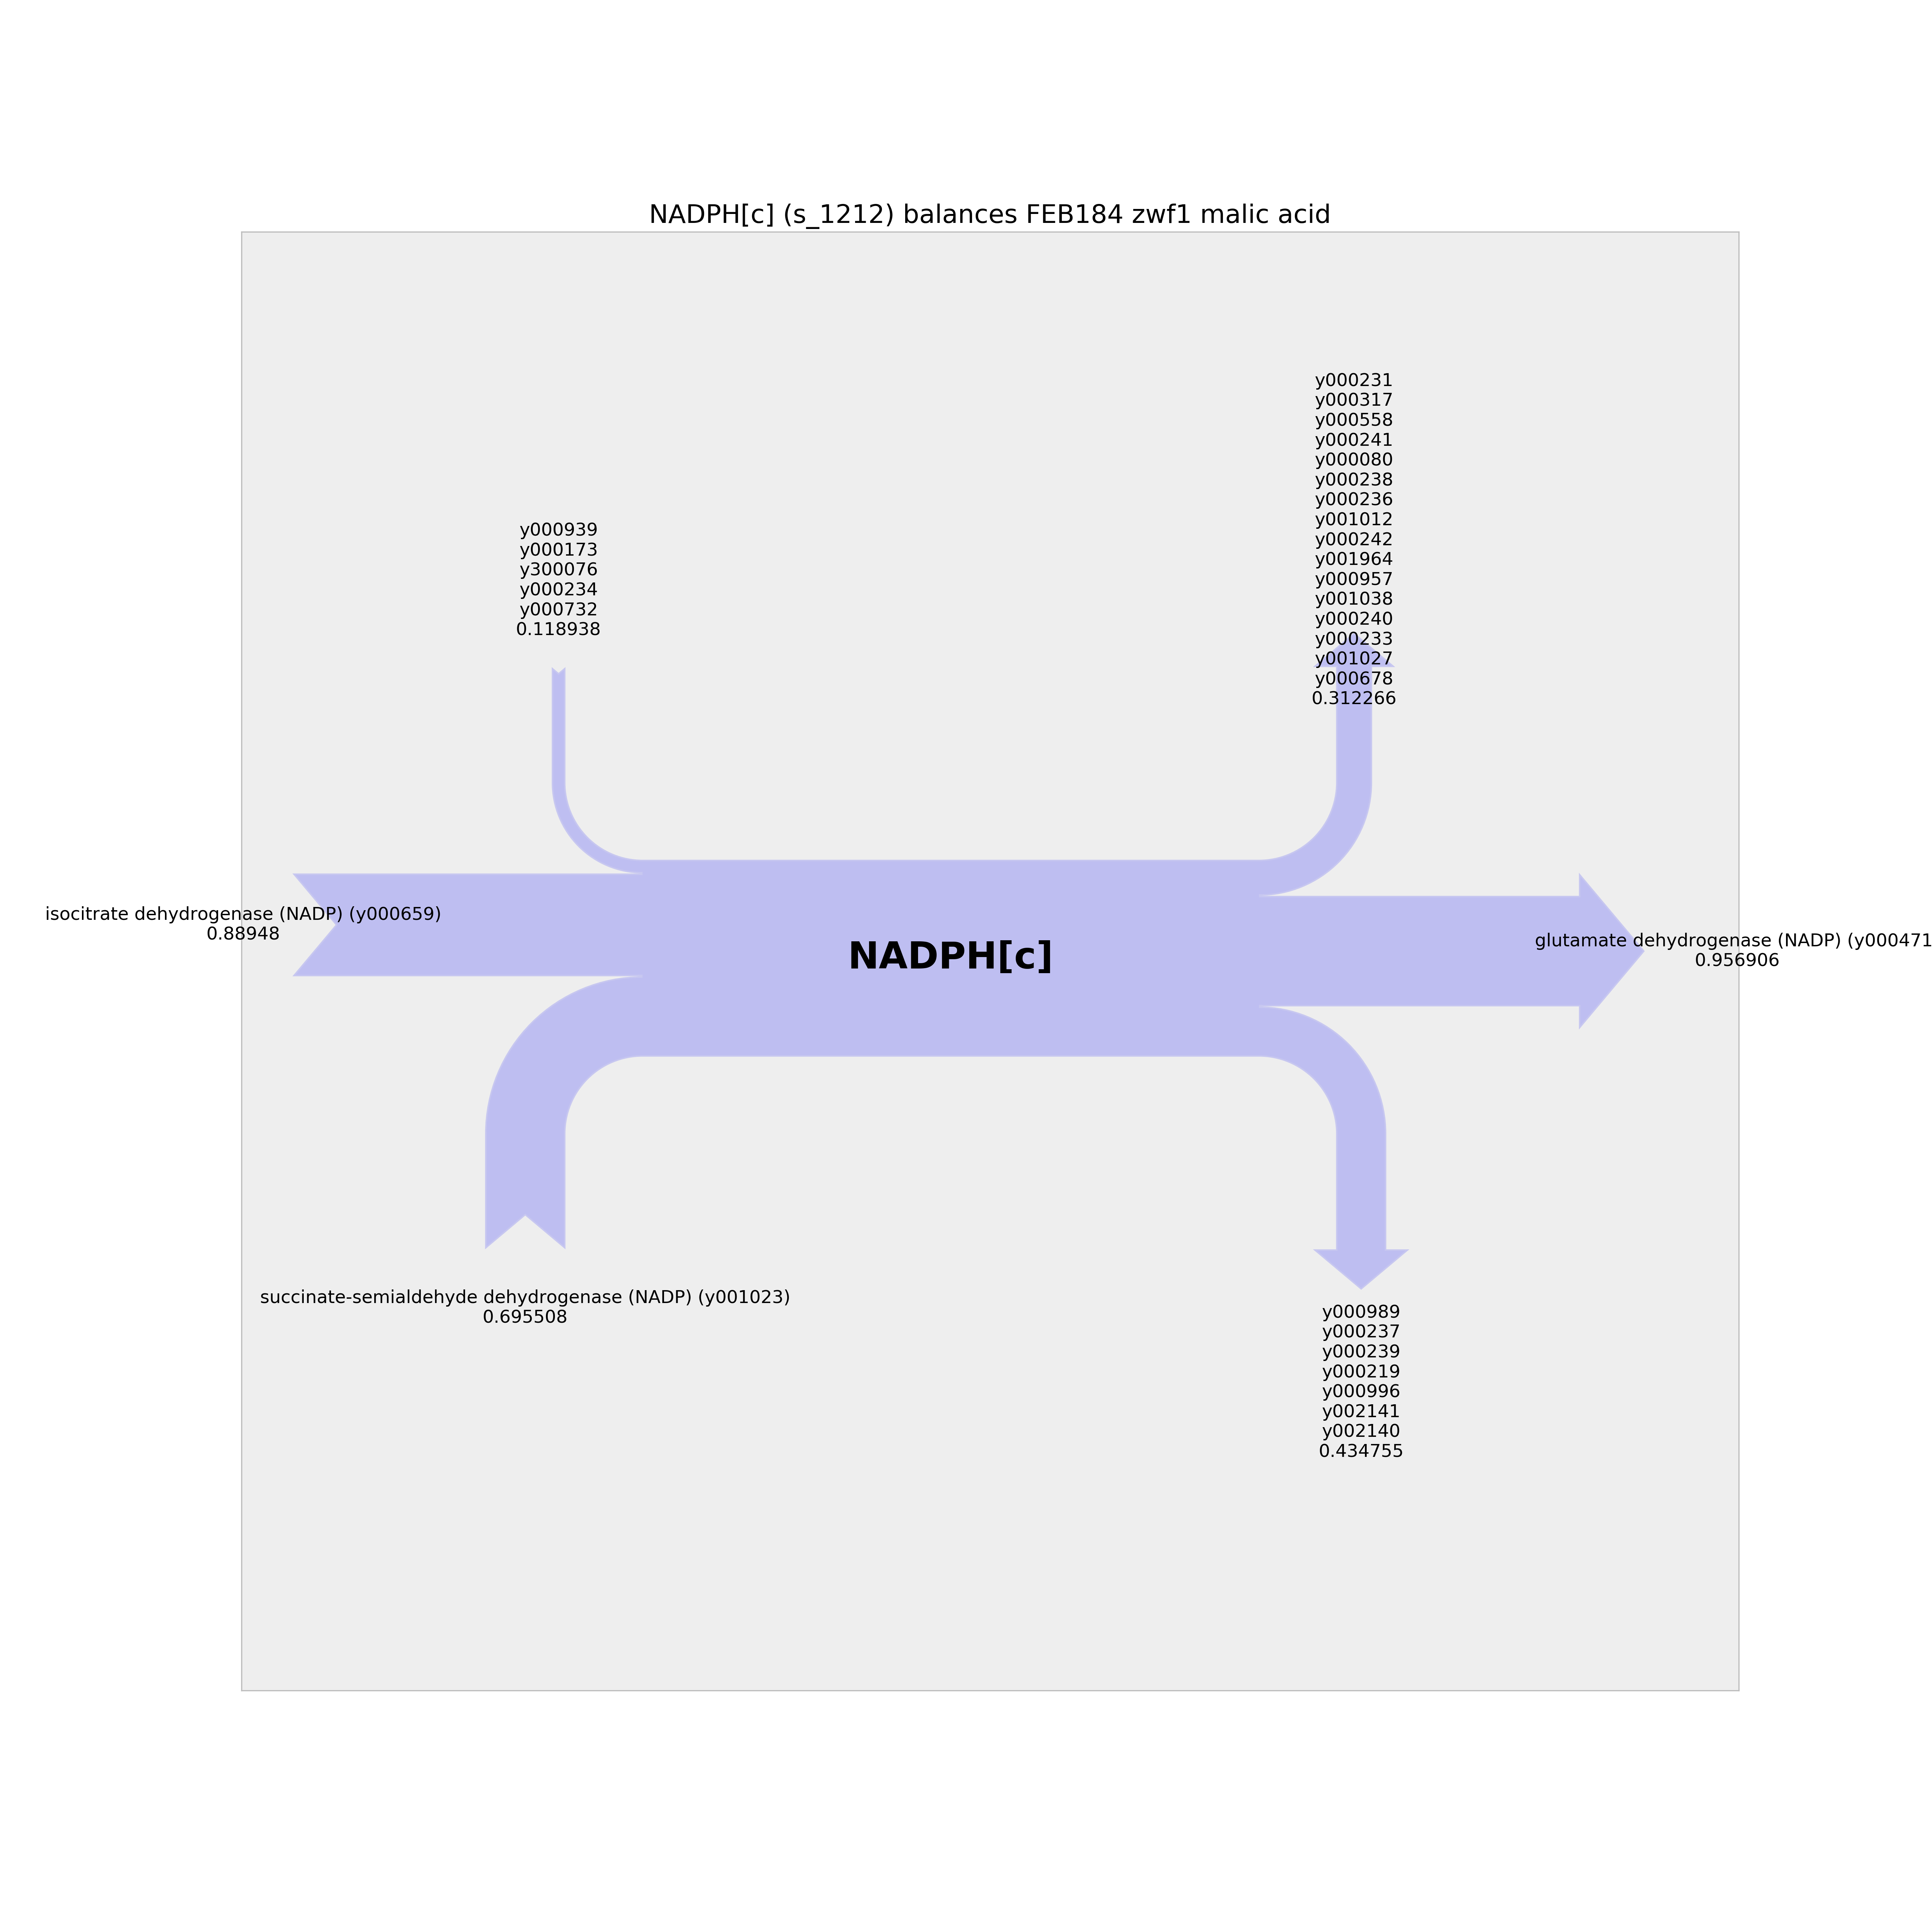 NADPH[c] (s_1212) balances FEB184 zwf1 malic acid
y000231
y000317
y000558
y000241
y000080
y000238
y000236
y001012
y000242
y001964
y000957
y001038
y000240
y000233
y001027
y000678
0.312266
y000939
y000173
y300076
y000234
y000732
0.118938
isocitrate dehydrogenase (NADP) (y000659)
0.88948
NADPH[c]
glutamate dehydrogenase (NADP) (y000471
0.956906
succinate-semialdehyde dehydrogenase (NADP) (y001023)
0.695508
y000989
y000237
y000239
y000219
y000996
y002141
y002140
0.434755